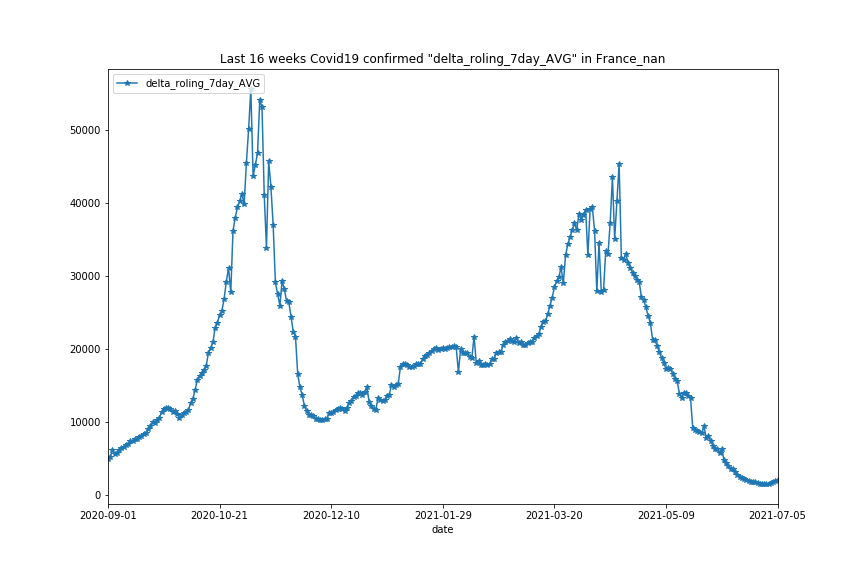 Last 16 weeks Covid19 confirmed "delta_roling_7day_AVG" in France_nan
delta_roling_7day_AVG
50000
40000
30000
20000
10000
0
2020-09-01 2020-10-21 2020-12-10 2021-01-29 2021-03-20 2021-05-09 2021-07-05
date